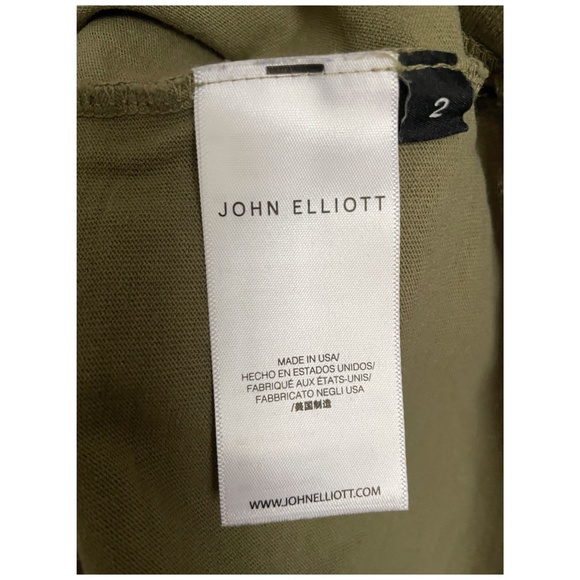 2
JOHN ELLIOTT
MADE IN USA/
HECHO EN ESTADOS UNIDOS/
FABRIQUÉ AUX ÉTATS-UNIS/
FABBRICATO NEGLI USA
/美国制造
WWW.JOHNELLIOTT.COM